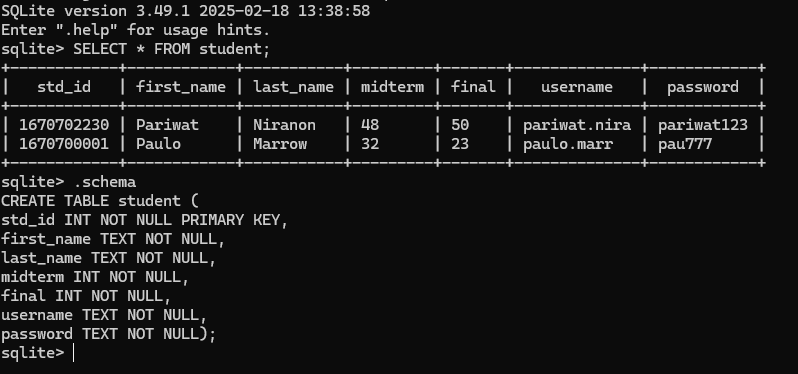 SQLite version 3.49.1 2025-02-18 13:38:58
Enter ".help" for usage hints.
sqlite> SELECT * FROM student;
+------------+------------+-----------+---------+-------+--------------+------------+
|   std_id   | first_name | last_name | midterm | final |   username   |  password  |
+------------+------------+-----------+---------+-------+--------------+------------+
| 1670702230 | Pariwat    | Niranon   | 48      | 50    | pariwat.nira | pariwat123 |
| 1670700001 | Paulo      | Marrow    | 32      | 23    | paulo.marr   | pau777     |
+------------+------------+-----------+---------+-------+--------------+------------+
sqlite> .schema
CREATE TABLE student (
std_id INT NOT NULL PRIMARY KEY,
first_name TEXT NOT NULL,
last_name TEXT NOT NULL,
midterm INT NOT NULL,
final INT NOT NULL,
username TEXT NOT NULL,
password TEXT NOT NULL);
sqlite>